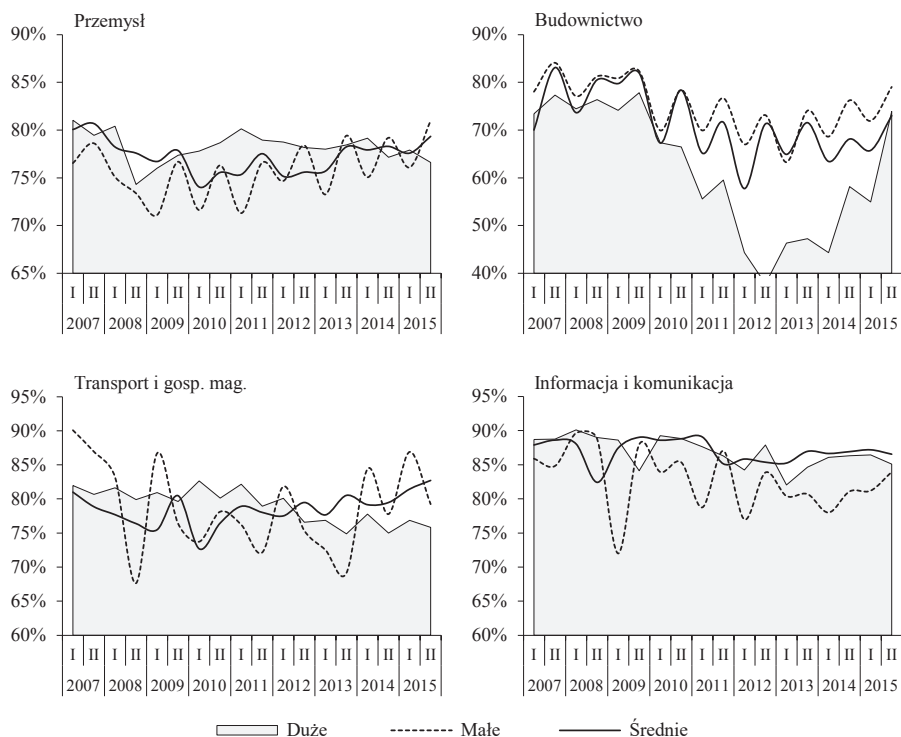 Przemysł
90%
85%
80%
75%
70%
65%
I II I II I II I II I II I II I II I II I II
2007 2008 2009 2010 2011 2012 2013 2014 2015
Budownictwo
90%
80%
70%
60%
50%
40%
I II I II I II I II I II I II I II I II I II
2007 2008 2009 2010 2011 2012 2013 2014 2015
Transport i gosp. mag.
95%
90%
85%
80%
75%
70%
65%
60%
I II I II I II I II I II I II I II I II I II
2007 2008 2009 2010 2011 2012 2013 2014 2015
Informacja i komunikacja
95%
90%
85%
80%
75%
70%
65%
60%
I II I II I II I II I II I II I II I II I II
2007 2008 2009 2010 2011 2012 2013 2014 2015
Duże Małe Średnie